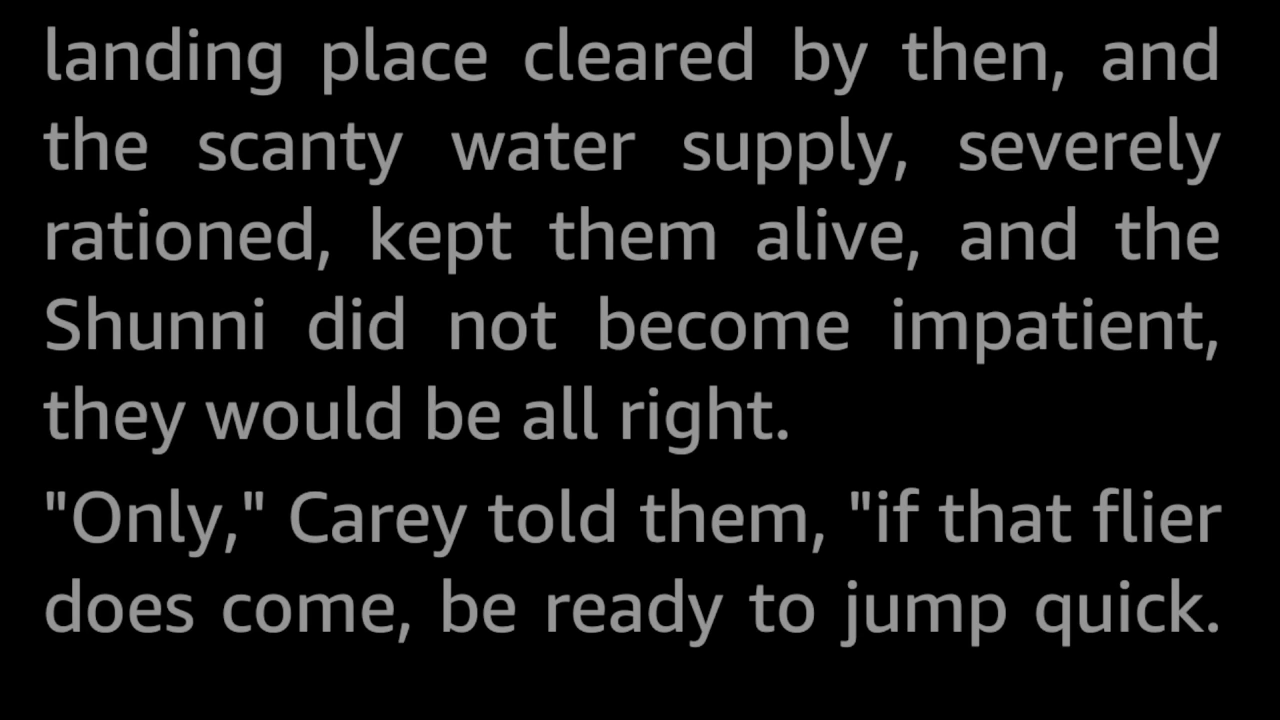 landing place cleared by then, and
the scanty water supply, severely
rationed, kept them alive, and the
Shunni did not become impatient,
they would be all right.
"Only," Carey told them, "if that flier
does come, be ready to jump quick.